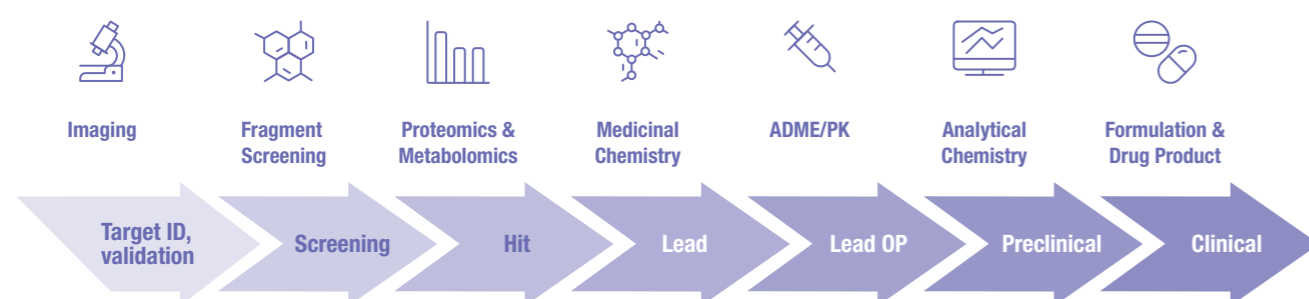 Imaging
Fragment
Screening
Proteomics &
Metabolomics
Medicinal
Chemistry
ADME/PK
Analytical
Chemistry
Formulation &
Drug Product
Target ID,
validation
Screening
Hit
Lead
Lead OP
Preclinical
Clinical